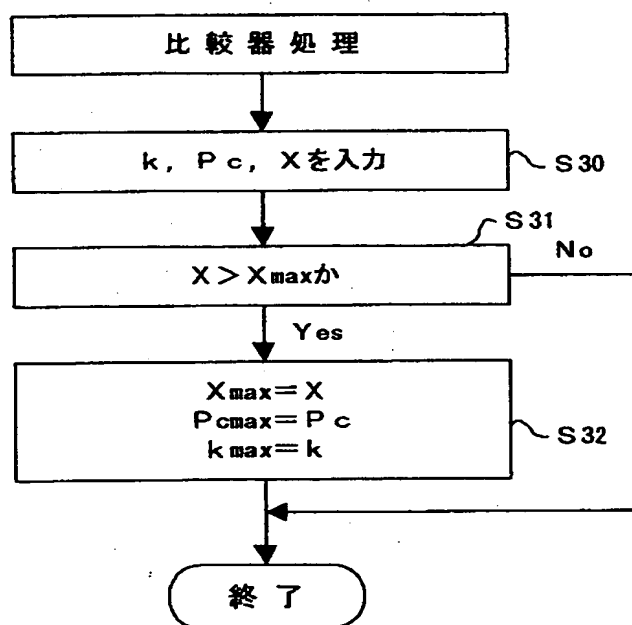 比較器処理
k, Pc, Xを入力
S30
S31
X>Xmaxか
No
Yes
Xmax=X
Pcmax=Pc
kmax=k
S32
終了